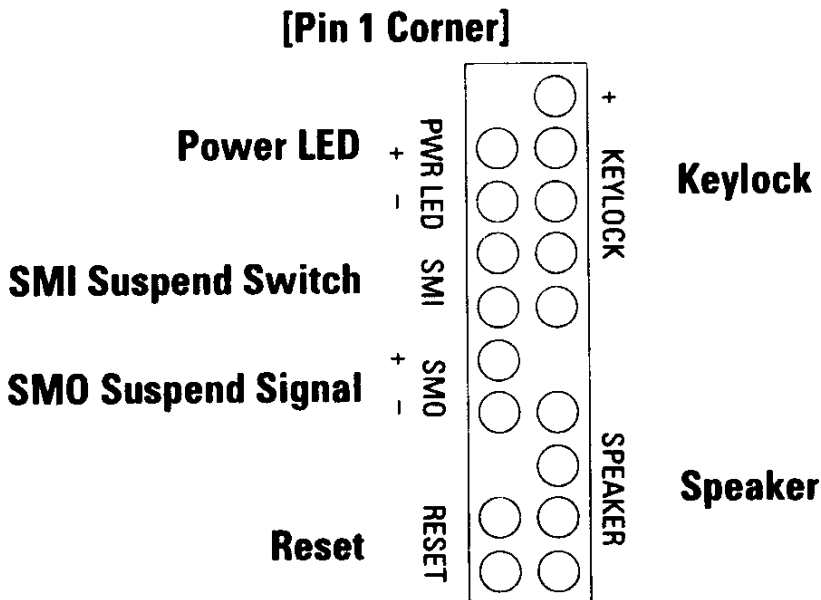 [Pin 1 Corner]
+
Power LED
+
−
PWR LED
KEYLOCK
Keylock
SMI Suspend Switch
SMI
SMO Suspend Signal
+
−
SMO
SPEAKER
Speaker
Reset
RESET